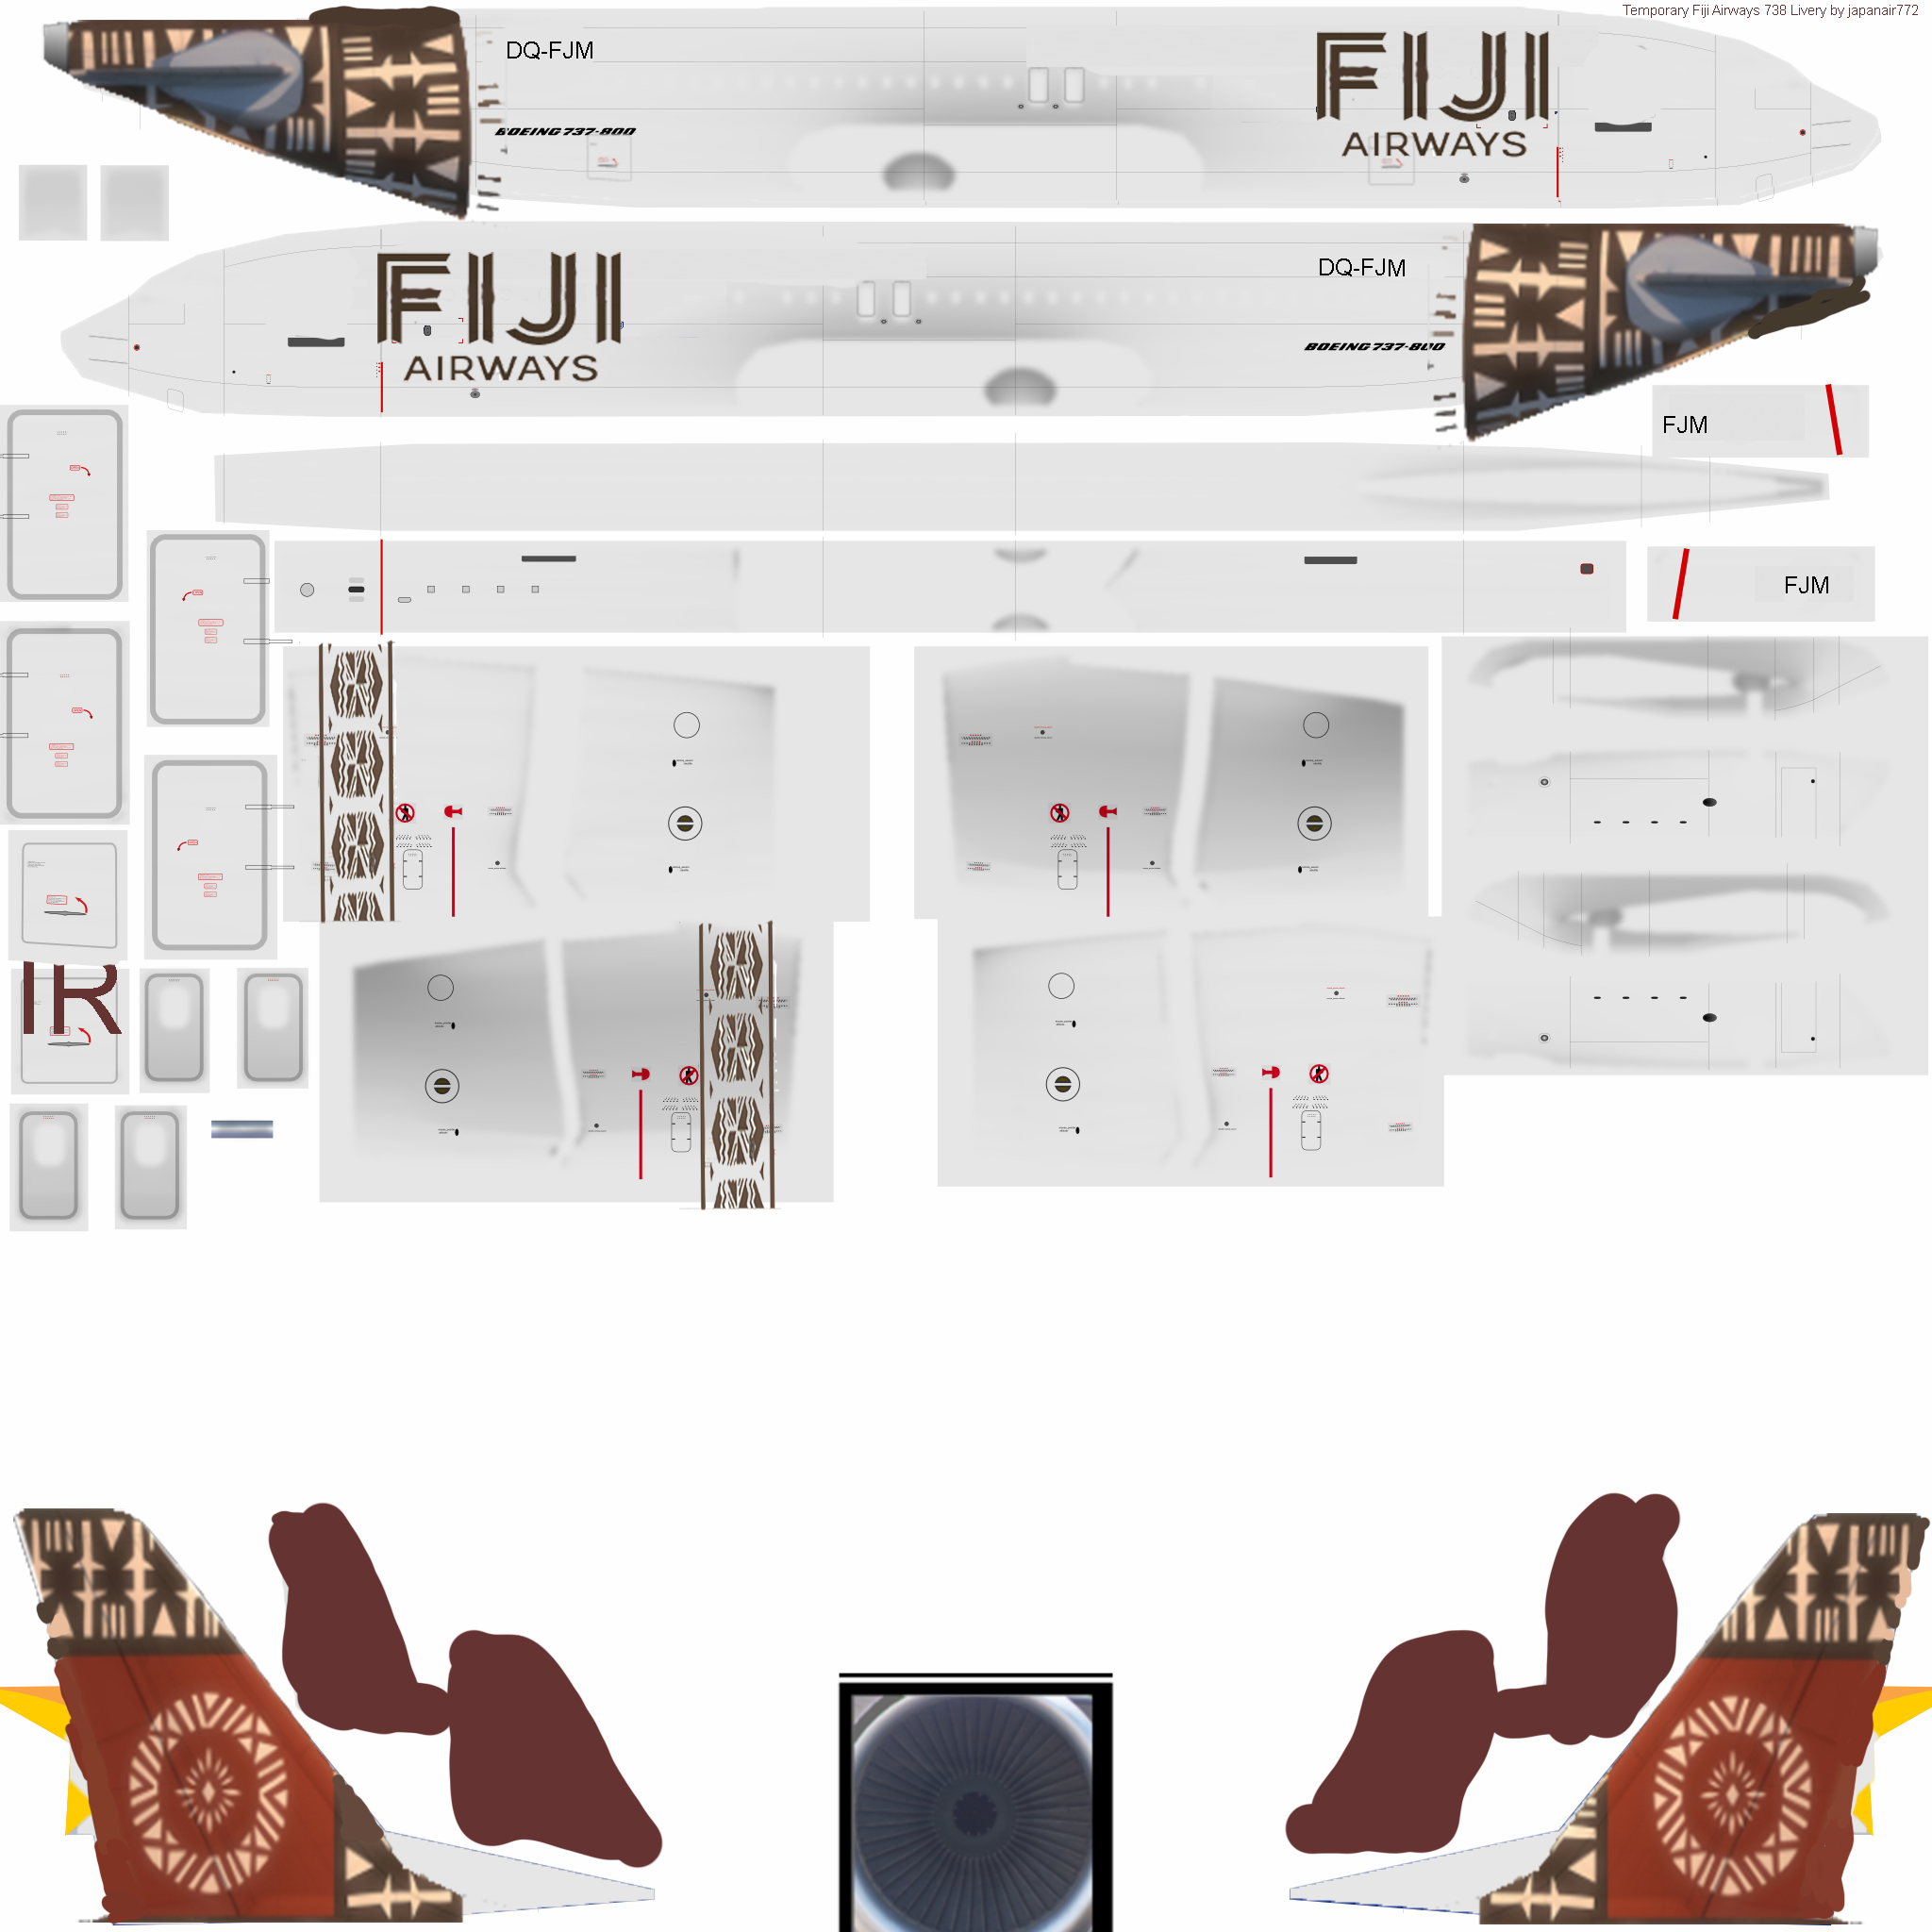 Temporary Fiji Airways 738 Livery by japanair772
DQ-FJM
FIJI
AIRWAYS
BOEING 737-800
DQ-FJM
FIJI
AIRWAYS
BOEING 737-800
FJM
FJM
IR